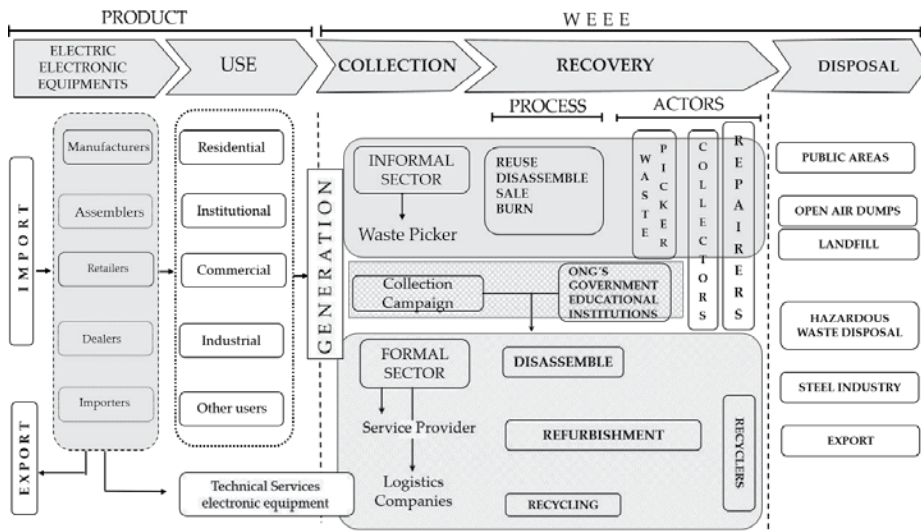 PRODUCT
WEEE
ELECTRIC
ELECTRONIC
EQUIPMENTS
USE
COLLECTION
RECOVERY
DISPOSAL
PROCESS
ACTORS
IMPORT
EXPORT
Manufacturers
Assemblers
Retailers
Dealers
Importers
Residential
Institutional
Commercial
Industrial
Other users
Technical Services
electronic equipment
GENERATION
INFORMAL
SECTOR
Waste Picker
REUSE
DISASSEMBLE
SALE
BURN
WASTE
PICKER
COLLECTORS
REPAIRERS
Collection
Campaign
ONG´S
GOVERNMENT
EDUCATIONAL
INSTITUTIONS
FORMAL
SECTOR
Service Provider
Logistics
Companies
DISASSEMBLE
REFURBISHMENT
RECYCLING
RECYCLERS
PUBLIC AREAS
OPEN AIR DUMPS
LANDFILL
HAZARDOUS
WASTE DISPOSAL
STEEL INDUSTRY
EXPORT